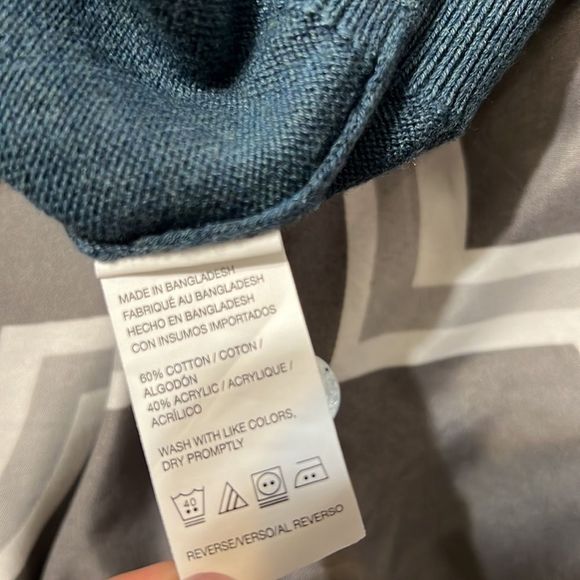 MADE IN BANGLADESH
FABRIQUÉ AU BANGLADESH
HECHO EN BANGLADESH
CON INSUMOS IMPORTADOS
60% COTTON / COTON /
ALGODÓN
40% ACRYLIC / ACRYLIQUE /
ACRÍLICO
WASH WITH LIKE COLORS,
DRY PROMPTLY
40
REVERSE/VERSO/AL REVERSO